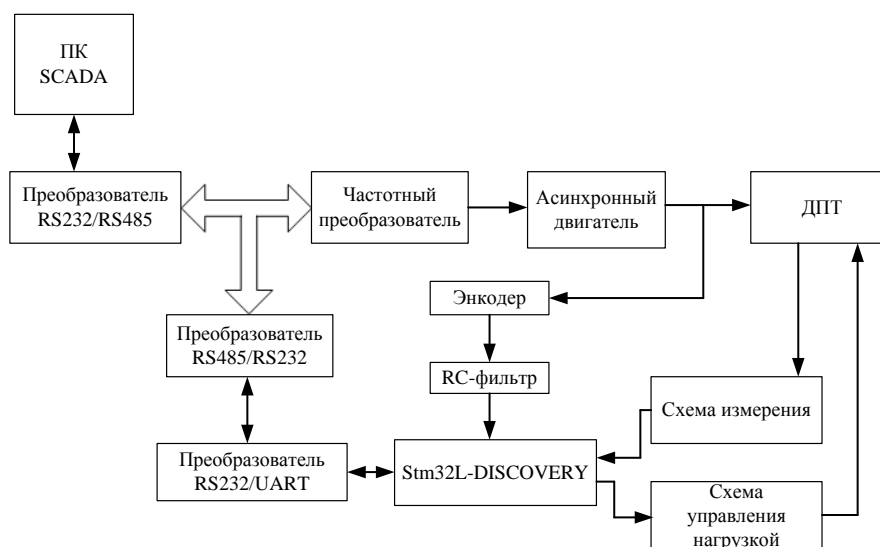 ПК
SCADA
Преобразователь
RS232/RS485
Частотный
преобразователь
Асинхронный
двигатель
ДПТ
Энкодер
Преобразователь
RS485/RS232
RC-фильтр
Схема измерения
Преобразователь
RS232/UART
Stm32L-DISCOVERY
Схема
управления
нагрузкой